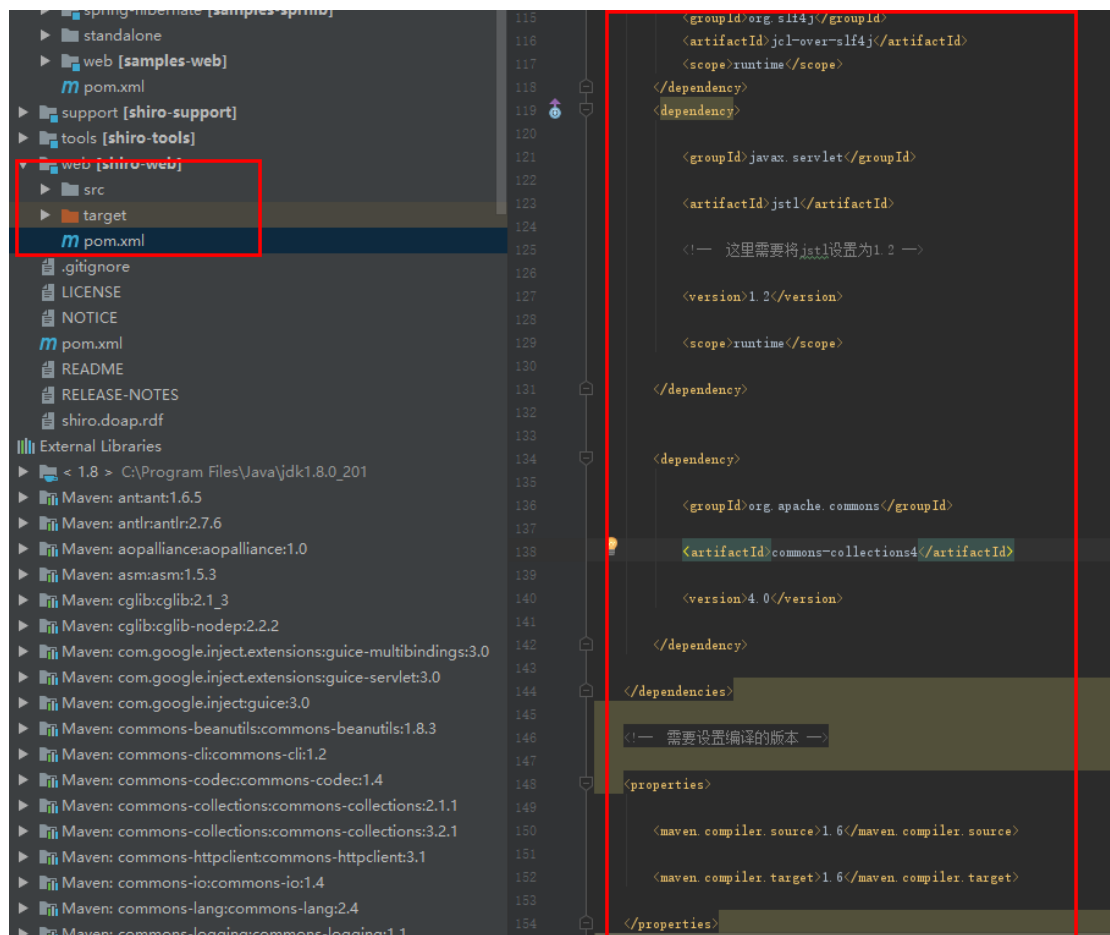 spring-hibernate [samples-sprhib]
standalone
web [samples-web]
pom.xml
support [shiro-support]
tools [shiro-tools]
web [shiro-web]
src
target
pom.xml
.gitignore
LICENSE
NOTICE
pom.xml
README
RELEASE-NOTES
shiro.doap.rdf
External Libraries
< 1.8 > C:\Program Files\Java\jdk1.8.0_201
Maven: ant:ant:1.6.5
Maven: antlr:antlr:2.7.6
Maven: aopalliance:aopalliance:1.0
Maven: asm:asm:1.5.3
Maven: cglib:cglib:2.1_3
Maven: cglib:cglib-nodep:2.2.2
Maven: com.google.inject.extensions:guice-multibindings:3.0
Maven: com.google.inject.extensions:guice-servlet:3.0
Maven: com.google.inject:guice:3.0
Maven: commons-beanutils:commons-beanutils:1.8.3
Maven: commons-cli:commons-cli:1.2
Maven: commons-codec:commons-codec:1.4
Maven: commons-collections:commons-collections:2.1.1
Maven: commons-collections:commons-collections:3.2.1
Maven: commons-httpclient:commons-httpclient:3.1
Maven: commons-io:commons-io:1.4
Maven: commons-lang:commons-lang:2.4
Maven: commons-logging:commons-logging:1.1
115 <groupId>org.slf4j</groupId>
116 <artifactId>jcl-over-slf4j</artifactId>
117 <scope>runtime</scope>
118 </dependency>
119 <dependency>
120
121 <groupId>javax.servlet</groupId>
122
123 <artifactId>jstl</artifactId>
124
125 <!— 这里需要将jstl设置为1.2 —>
126
127 <version>1.2</version>
128
129 <scope>runtime</scope>
130
131 </dependency>
132
133
134 <dependency>
135
136 <groupId>org.apache.commons</groupId>
137
138 <artifactId>commons-collections4</artifactId>
139
140 <version>4.0</version>
141
142 </dependency>
143
144 </dependencies>
145
146 <!— 需要设置编译的版本 —>
147
148 <properties>
149
150 <maven.compiler.source>1.6</maven.compiler.source>
151
152 <maven.compiler.target>1.6</maven.compiler.target>
153
154 </properties>